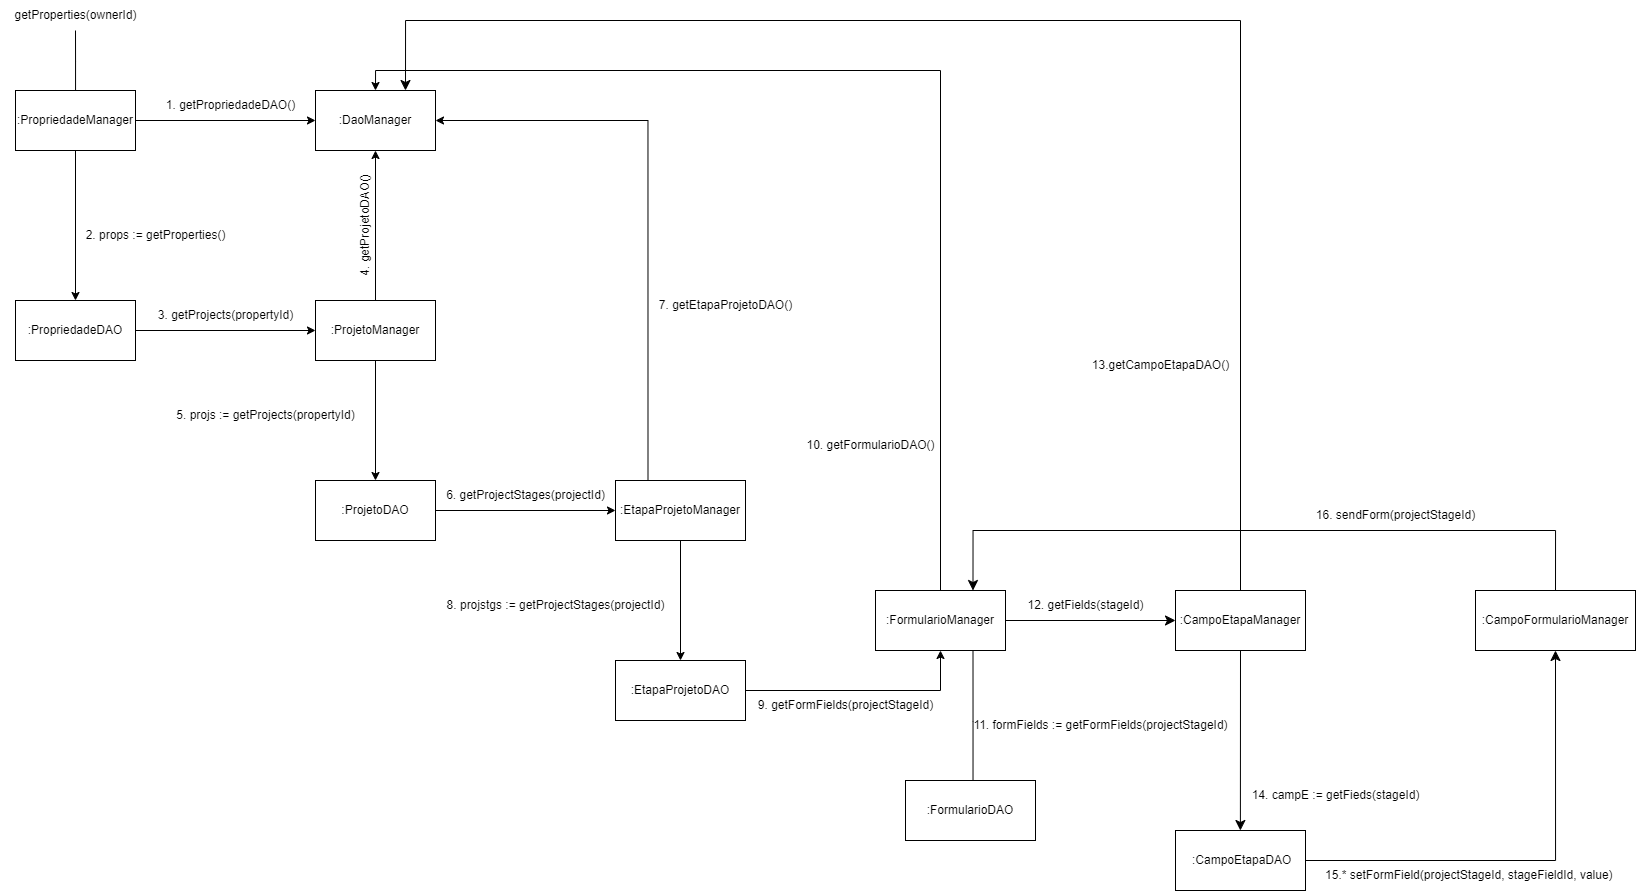 getProperties(ownerId)
:PropriedadeManager
1. getPropriedadeDAO()
:DaoManager
2. props := getProperties()
4. getProjetoDAO()
:PropriedadeDAO
3. getProjects(propertyId)
:ProjetoManager
7. getEtapaProjetoDAO()
13.getCampoEtapaDAO()
5. projs := getProjects(propertyId)
10. getFormularioDAO()
:ProjetoDAO
6. getProjectStages(projectId)
:EtapaProjetoManager
16. sendForm(projectStageId)
8. projstgs := getProjectStages(projectId)
:FormularioManager
12. getFields(stageId)
:CampoEtapaManager
:CampoFormularioManager
:EtapaProjetoDAO
9. getFormFields(projectStageId)
11. formFields := getFormFields(projectStageId)
14. campE := getFieds(stageId)
:FormularioDAO
:CampoEtapaDAO
15.* setFormField(projectStageId, stageFieldId, value)